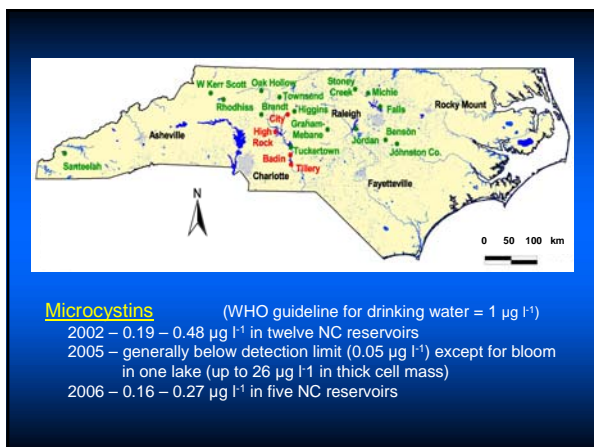 W Kerr Scott
Oak Hollow
Stoney
Creek
Michie
Townsend
Rhodhiss
Brandt
Higgins
Falls
Rocky Mount
City
Raleigh
Graham
Mebane
High
Rock
Asheville
Benson
Jordan
Johnston Co.
Tuckertown
Santeelah
Badin
Tillery
Charlotte
Fayetteville
N
0 50 100 km
Microcystins (WHO guideline for drinking water = 1 µg l-1)
2002 – 0.19 – 0.48 µg l-1 in twelve NC reservoirs
2005 – generally below detection limit (0.05 µg l-1) except for bloom
in one lake (up to 26 µg l-1 in thick cell mass)
2006 – 0.16 – 0.27 µg l-1 in five NC reservoirs